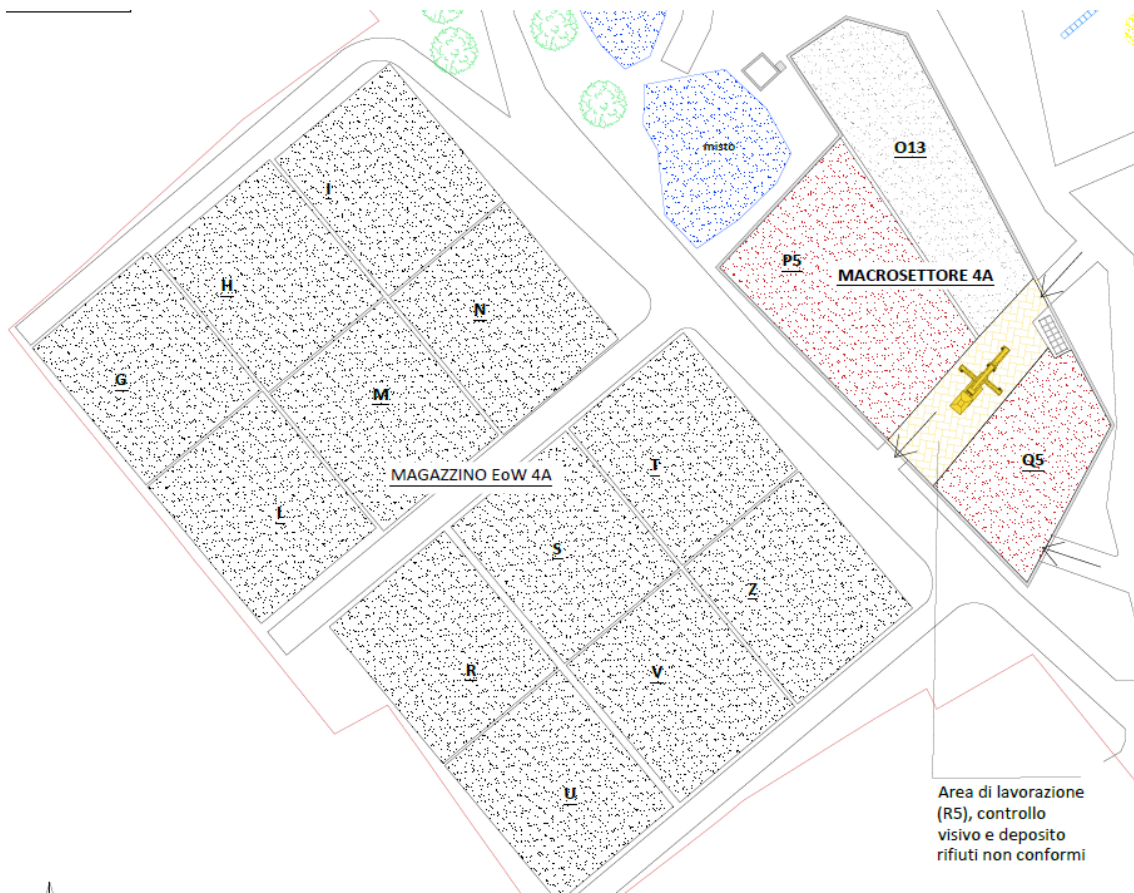 misto
O13
I
P5
MACROSETTORE 4A
H
N
G
M
Q5
T
MAGAZZINO EoW 4A
L
S
Z
R
V
U
Area di lavorazione
(R5), controllo
visivo e deposito
rifiuti non conformi